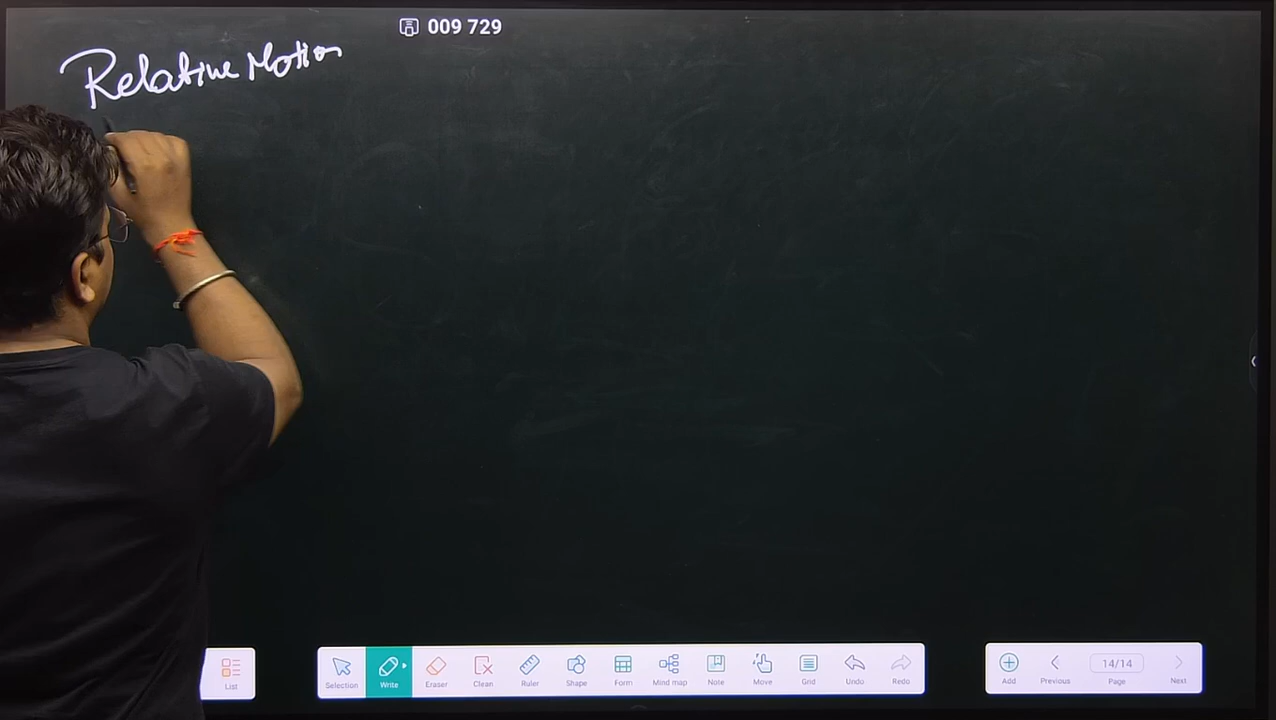 009 729
Relative Motion
List
Selection
Write
Eraser
Clean
Ruler
Shape
Form
Mind map
Note
Move
Grid
Undo
Redo
Add
Previous
14/14
Page
Next